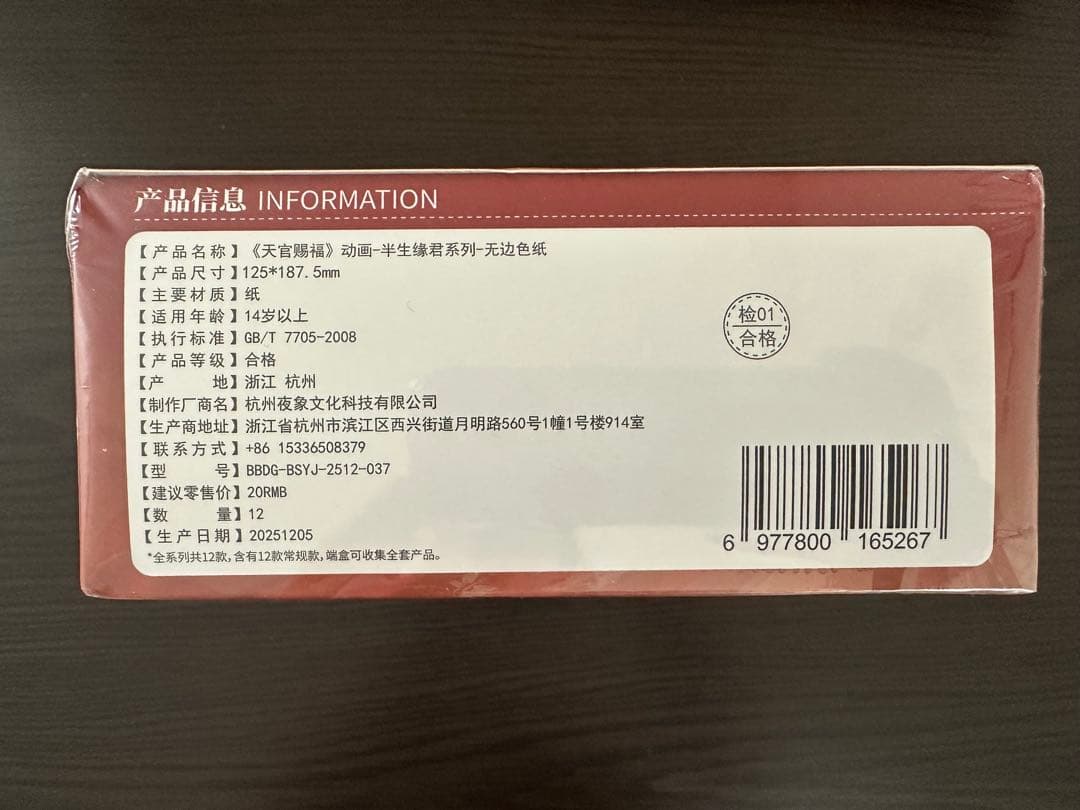 产品信息 INFORMATION
【产品名称】《天官赐福》动画-半生缘君系列-无边色纸
【产品尺寸】125*187.5mm
【主要材质】纸
【适用年龄】14岁以上
【执行标准】GB/T 7705-2008
【产品等级】合格
【产 地】浙江 杭州
【制作厂商名】杭州夜象文化科技有限公司
【生产商地址】浙江省杭州市滨江区西兴街道月明路560号1幢1号楼914室
【联系方式】+86 15336508379
【型 号】BBDG-BSYJ-2512-037
【建议零售价】20RMB
【数 量】12
【生产日期】20251205
*全系列共12款,含有12款常规款,端盒可收集全套产品。
检01
合格
6 977800 165267